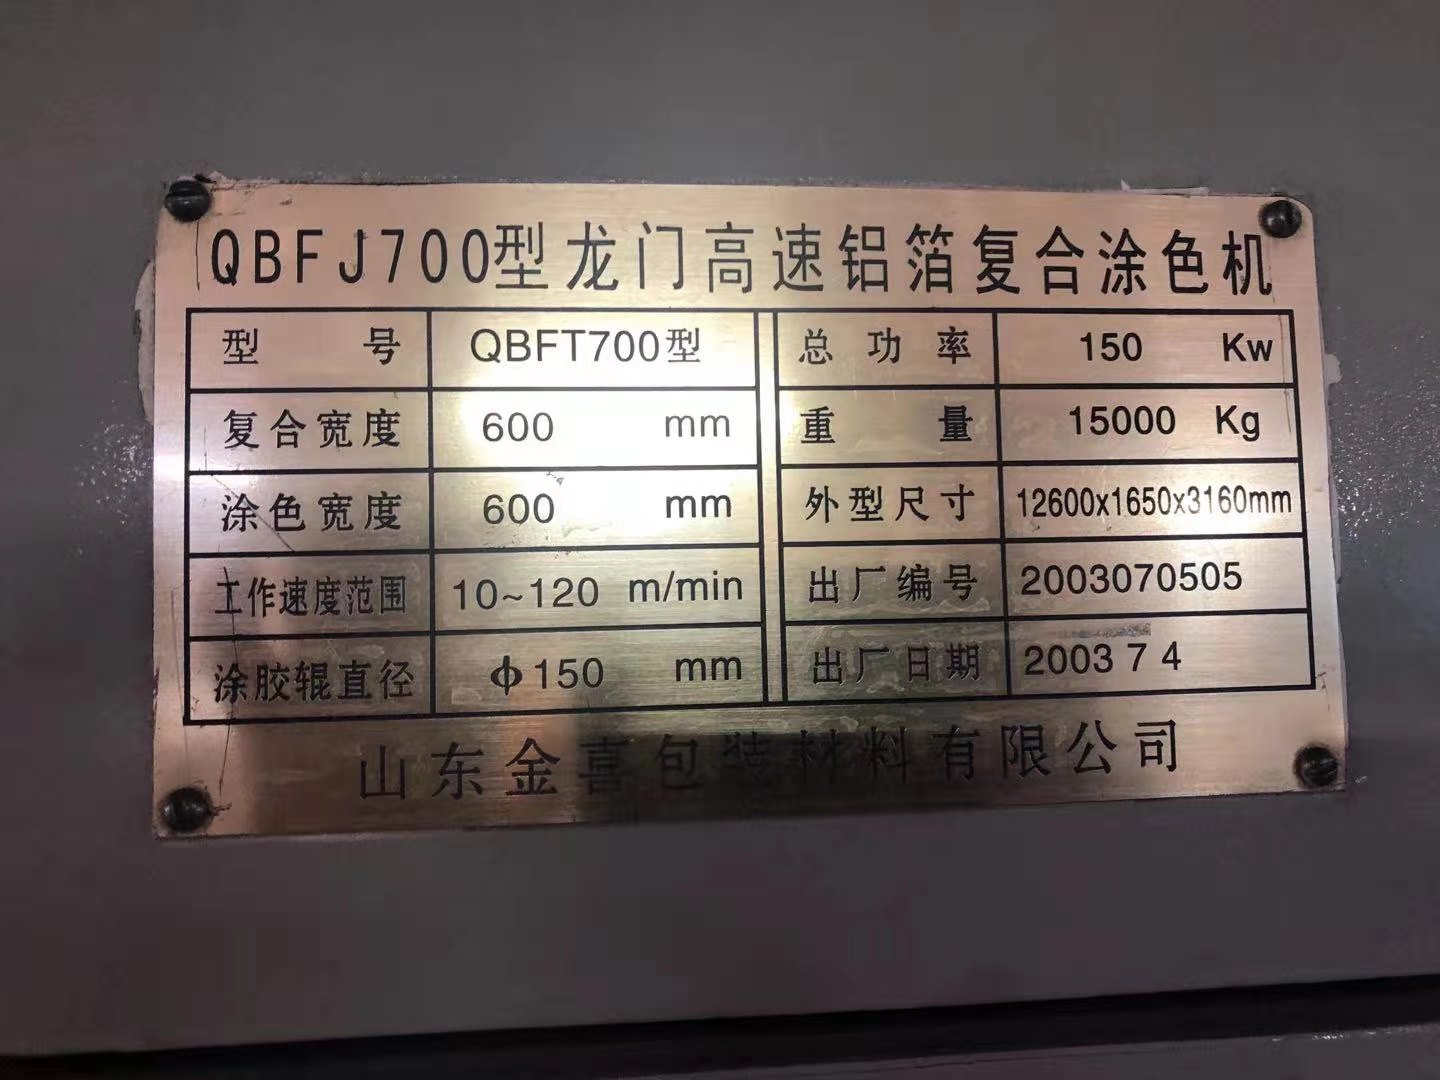 QBFJ700型龙门高速铝箔复合涂色机
型号 QBFT700型 总功率 150 Kw
复合宽度 600 mm 重量 15000 Kg
涂色宽度 600 mm 外型尺寸 12600x1650x3160mm
工作速度范围 10~120 m/min 出厂编号 2003070505
涂胶辊直径 ф150 mm 出厂日期 2003 7 4
山东金喜包装材料有限公司